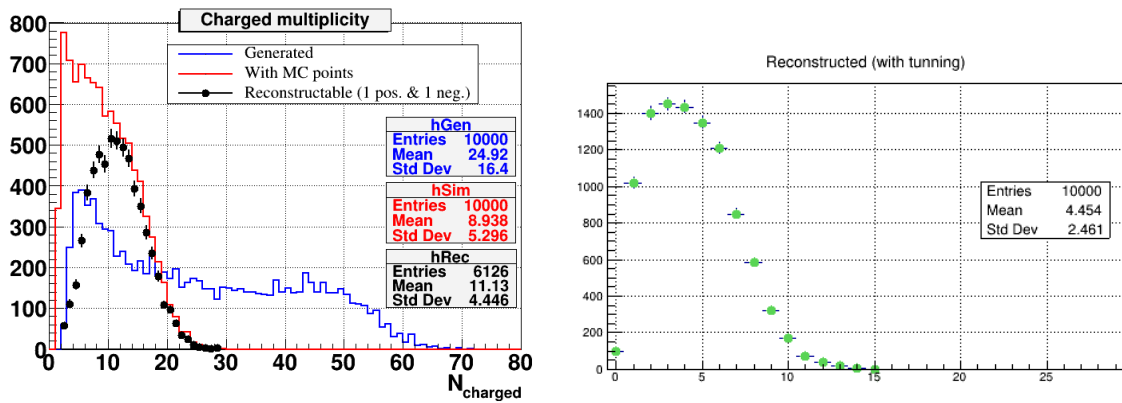 Charged multiplicity
Generated
With MC points
Reconstructable (1 pos. & 1 neg.)
hGen
Entries 10000
Mean 24.92
Std Dev 16.4
hSim
Entries 10000
Mean 8.938
Std Dev 5.296
hRec
Entries 6126
Mean 11.13
Std Dev 4.446
800
700
600
500
400
300
200
100
0
0 10 20 30 40 50 60 70 80
N charged
Reconstructed (with tunning)
Entries 10000
Mean 4.454
Std Dev 2.461
1400
1200
1000
800
600
400
200
0
0 5 10 15 20 25